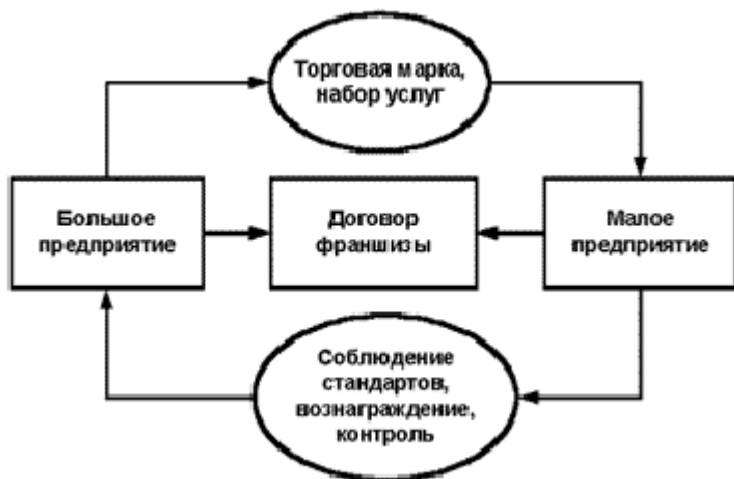 Торговая марка,
набор услуг
Большое
предприятие
Договор
франшизы
Малое
предприятие
Соблюдение
стандартов,
вознаграждение,
контроль